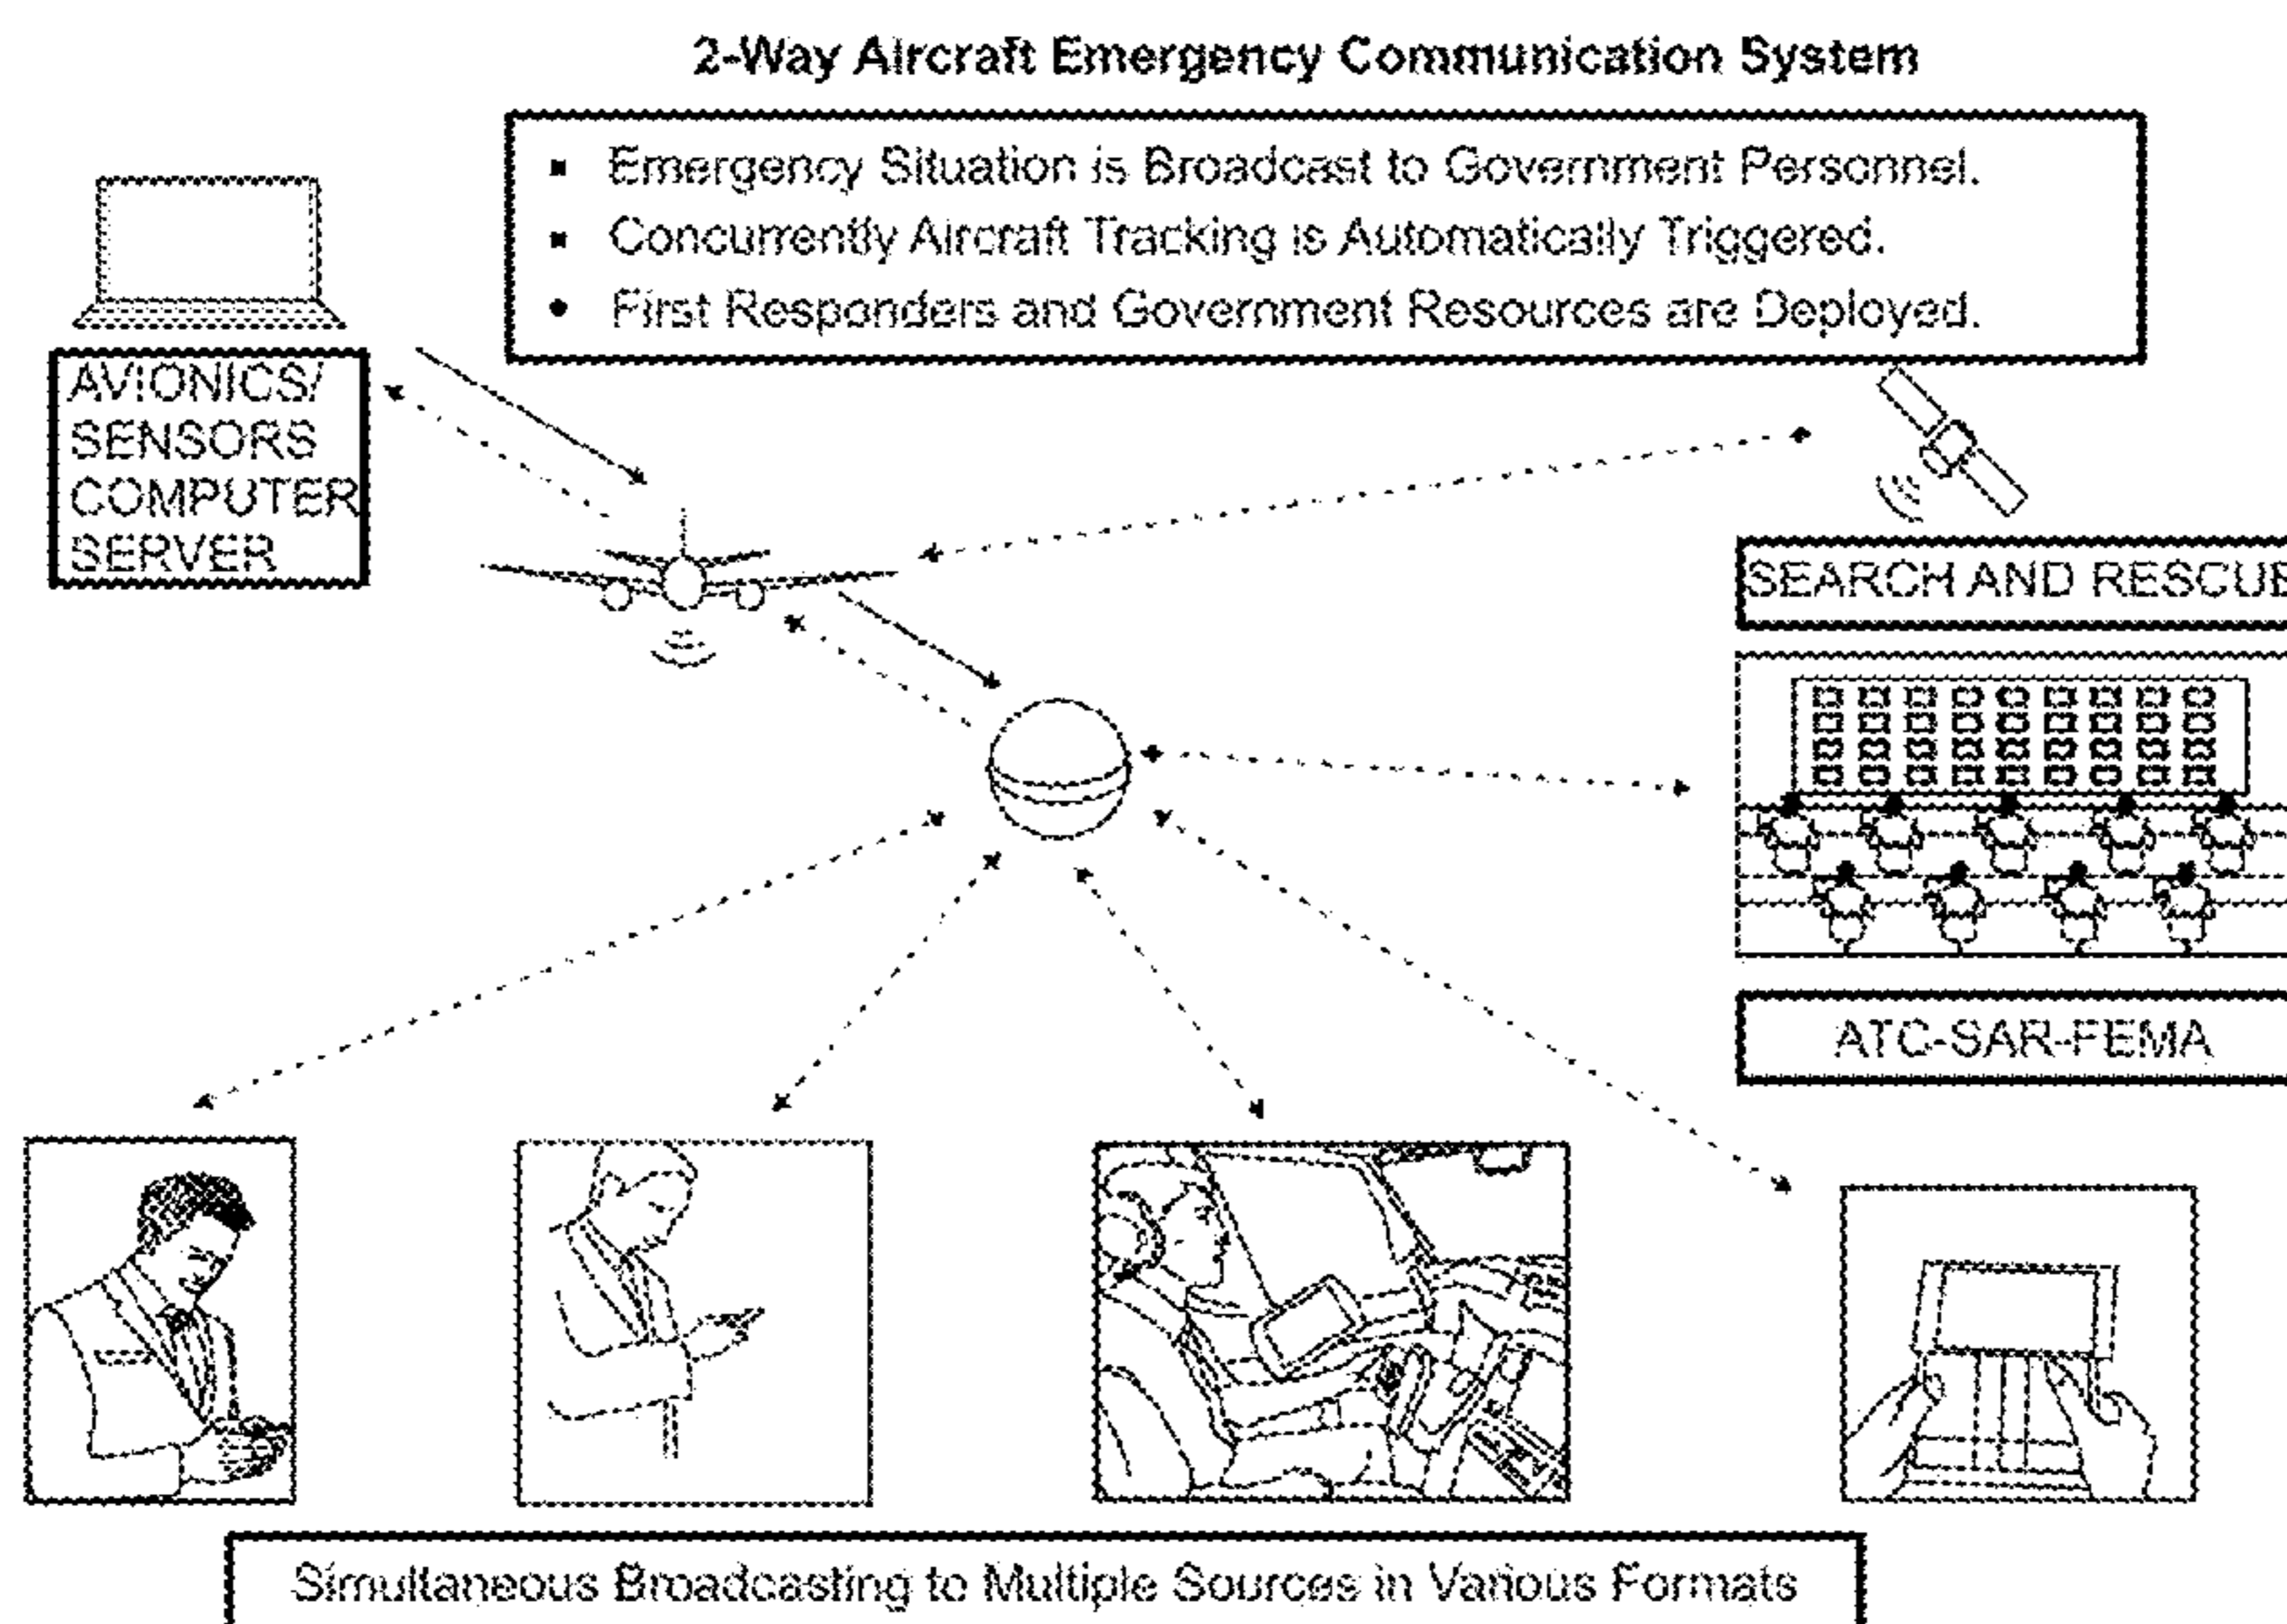 2-Way Aircraft Emergency Communication System
Emergency Situation is Broadcast to Government Personnel.
Concurrently Aircraft Tracking is Automatically Triggered.
First Responders and Government Resources are Deployed.
AVIONICS/
SENSORS
COMPUTER
SERVER
SEARCH AND RESCUE
ATC-SAR-FEMA
Simultaneous Broadcasting to Multiple Sources in Various Formats